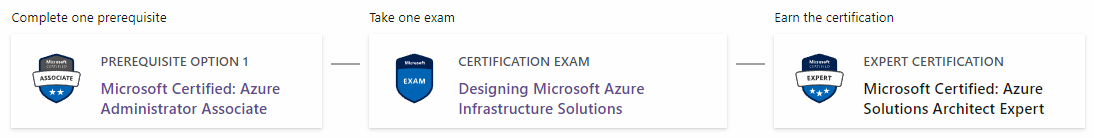 Complete one prerequisite
Take one exam
Earn the certification
Microsoft
CERTIFIED
ASSOCIATE
PREREQUISITE OPTION 1
Microsoft Certified: Azure
Administrator Associate
Microsoft
EXAM
CERTIFICATION EXAM
Designing Microsoft Azure
Infrastructure Solutions
Microsoft
CERTIFIED
EXPERT
EXPERT CERTIFICATION
Microsoft Certified: Azure
Solutions Architect Expert